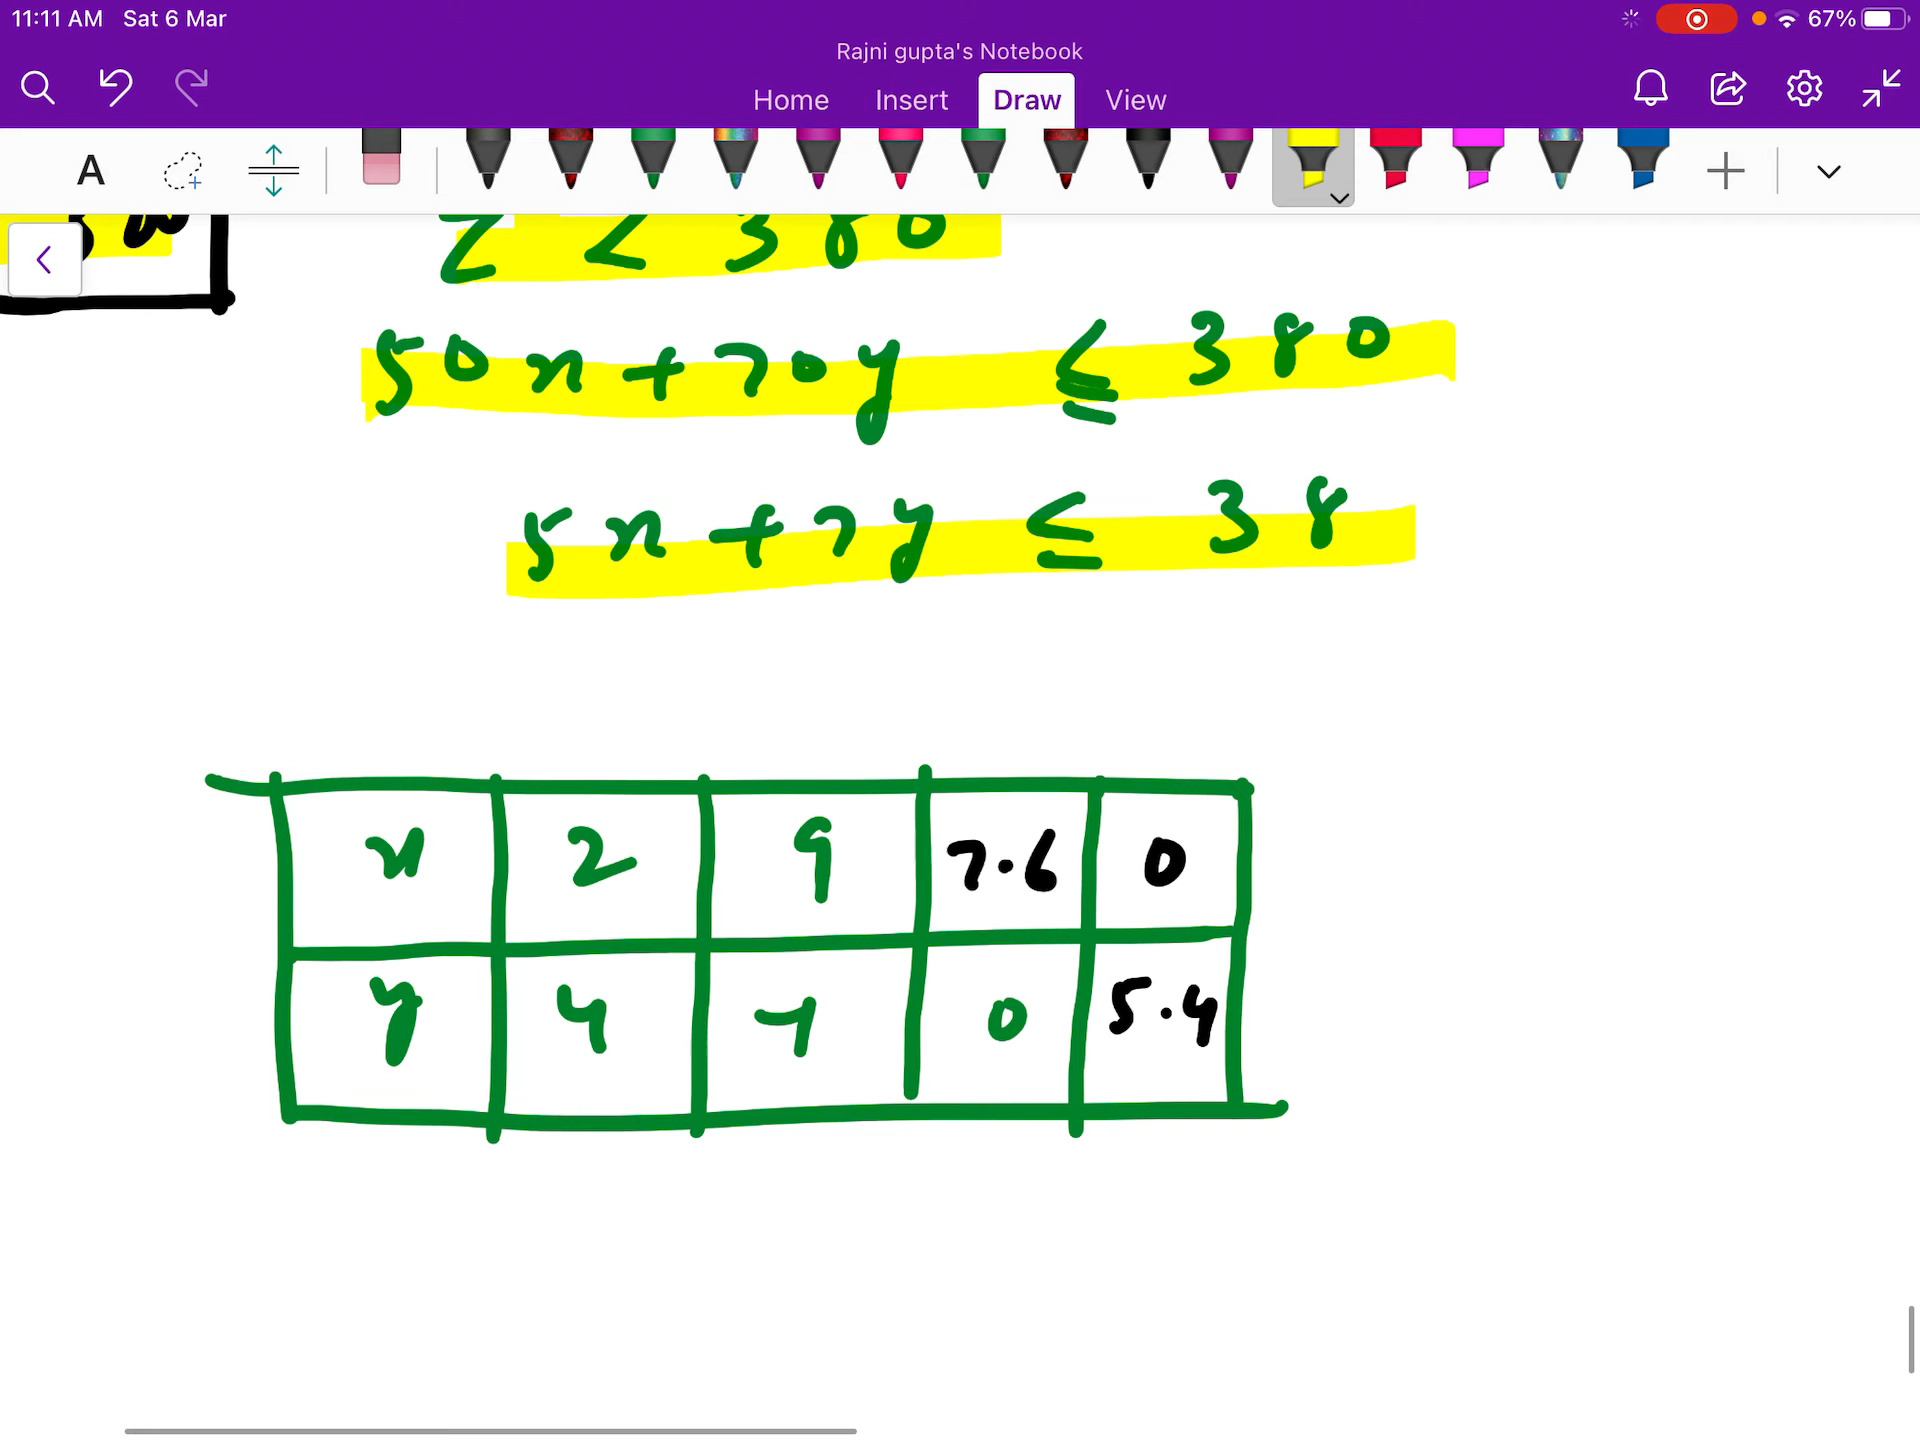 11:11 AM Sat 6 Mar
67%
Rajni gupta's Notebook
Home Insert Draw View
A
Z < 380
50x + 70y ≤ 380
5x + 7y ≤ 38
x 2 9 7.6 0
y 4 -1 0 5.4